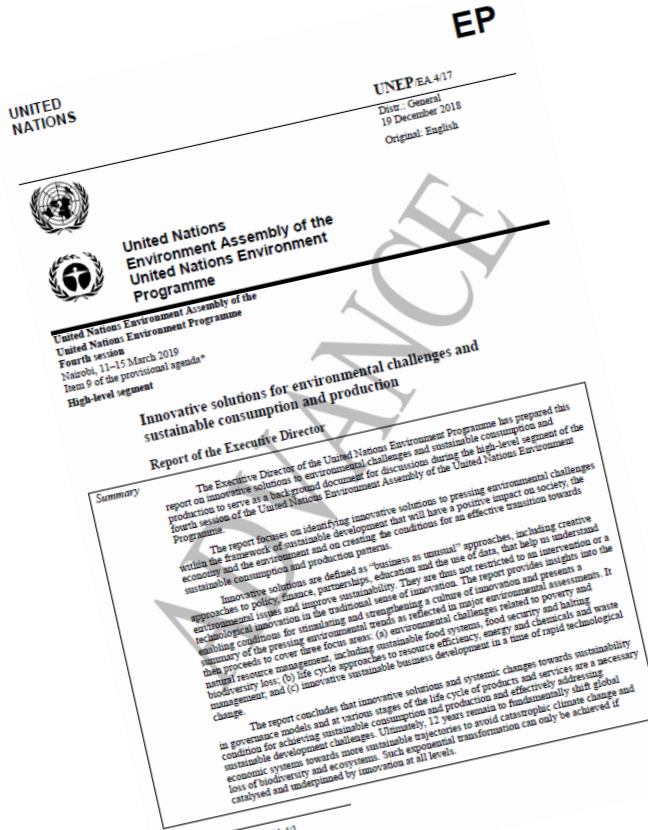 EP
UNITED
NATIONS
UNEP/EA.4/17
Distr.: General
19 December 2018
Original: English
United Nations
Environment Assembly of the
United Nations Environment
Programme
United Nations Environment Assembly of the
United Nations Environment Programme
Fourth session
Nairobi, 11–15 March 2019
Item 9 of the provisional agenda*
High-level segment
Innovative solutions for environmental challenges and
sustainable consumption and production
Report of the Executive Director
Summary
The Executive Director of the United Nations Environment Programme has prepared this
report on innovative solutions to environmental challenges and sustainable consumption and
production to serve as a background document for discussions during the high-level segment of the
fourth session of the United Nations Environment Assembly of the United Nations Environment
Programme.
The report focuses on identifying innovative solutions to pressing environmental challenges
within the framework of sustainable development that will have a positive impact on society, the
economy and the environment and on creating the conditions for an effective transition towards
sustainable consumption and production patterns.
Innovative solutions are defined as “business as unusual” approaches, including creative
approaches to policy, finance, partnerships, education and the use of data, that help us understand
environmental issues and improve sustainability. They are thus not restricted to an intervention or a
technological innovation in the traditional sense of innovation. The report provides insights into the
enabling conditions for stimulating and strengthening a culture of innovation and presents a
summary of the pressing environmental trends as reflected in major environmental assessments. It
then proceeds to cover three focus areas: (a) environmental challenges related to poverty and
natural resource management, including sustainable food systems, food security and halting
biodiversity loss; (b) life cycle approaches to resource efficiency, energy and chemicals and waste
management; and (c) innovative sustainable business development in a time of rapid technological
change.
The report concludes that innovative solutions and systemic changes towards sustainability
in governance models and at various stages of the life cycle of products and services are a necessary
condition for achieving sustainable consumption and production and effectively addressing
sustainable development challenges. Ultimately, 12 years remain to fundamentally shift global
economic systems towards more sustainable trajectories to avoid catastrophic climate change and
loss of biodiversity and ecosystems. Such exponential transformation can only be achieved if
catalysed and underpinned by innovation at all levels.
ADVANCE